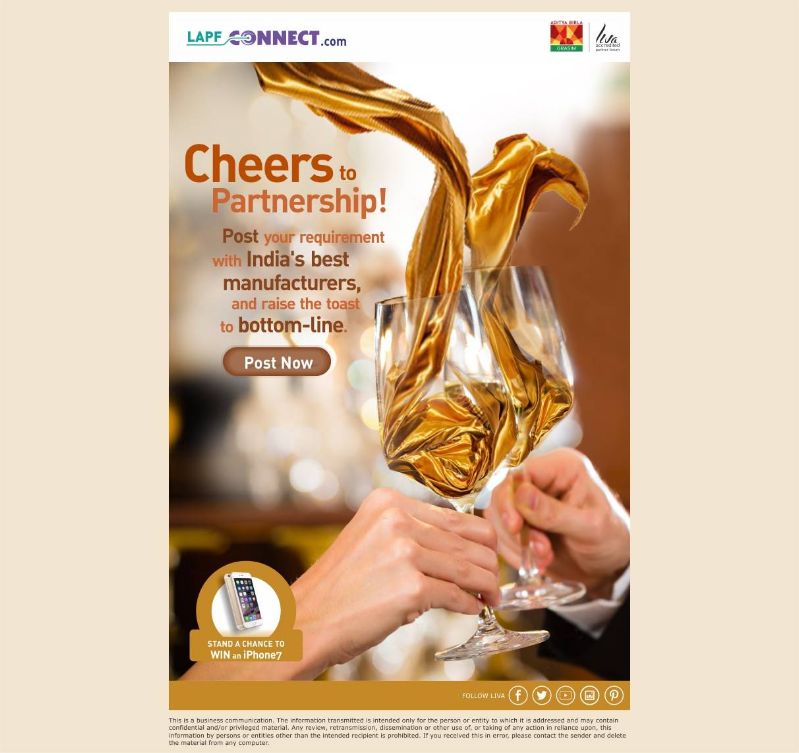 LAPF CONNECT.com
ADITYA BIRLA
GRASIM
Liva
accredited
partner forum
Cheers to
Partnership!
Post your requirement
with India's best
manufacturers,
and raise the toast
to bottom-line.
Post Now
STAND A CHANCE TO
WIN an iPhone7
FOLLOW LIVA
This is a business communication. The information transmitted is intended only for the person or entity to which it is addressed and may contain
confidential and/or privileged material. Any review, retransmission, dissemination or other use of, or taking of any action in reliance upon, this
information by persons or entities other than the intended recipient is prohibited. If you received this in error, please contact the sender and delete
the material from any computer.